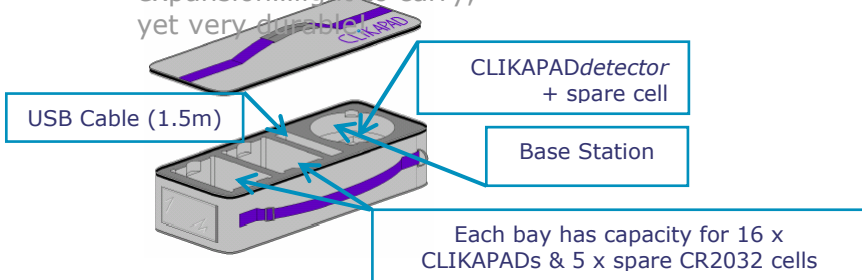 yet very durable!
CLIKAPAD
CLIKAPADdetector
+ spare cell
USB Cable (1.5m)
Base Station
Each bay has capacity for 16 x
CLIKAPADs & 5 x spare CR2032 cells